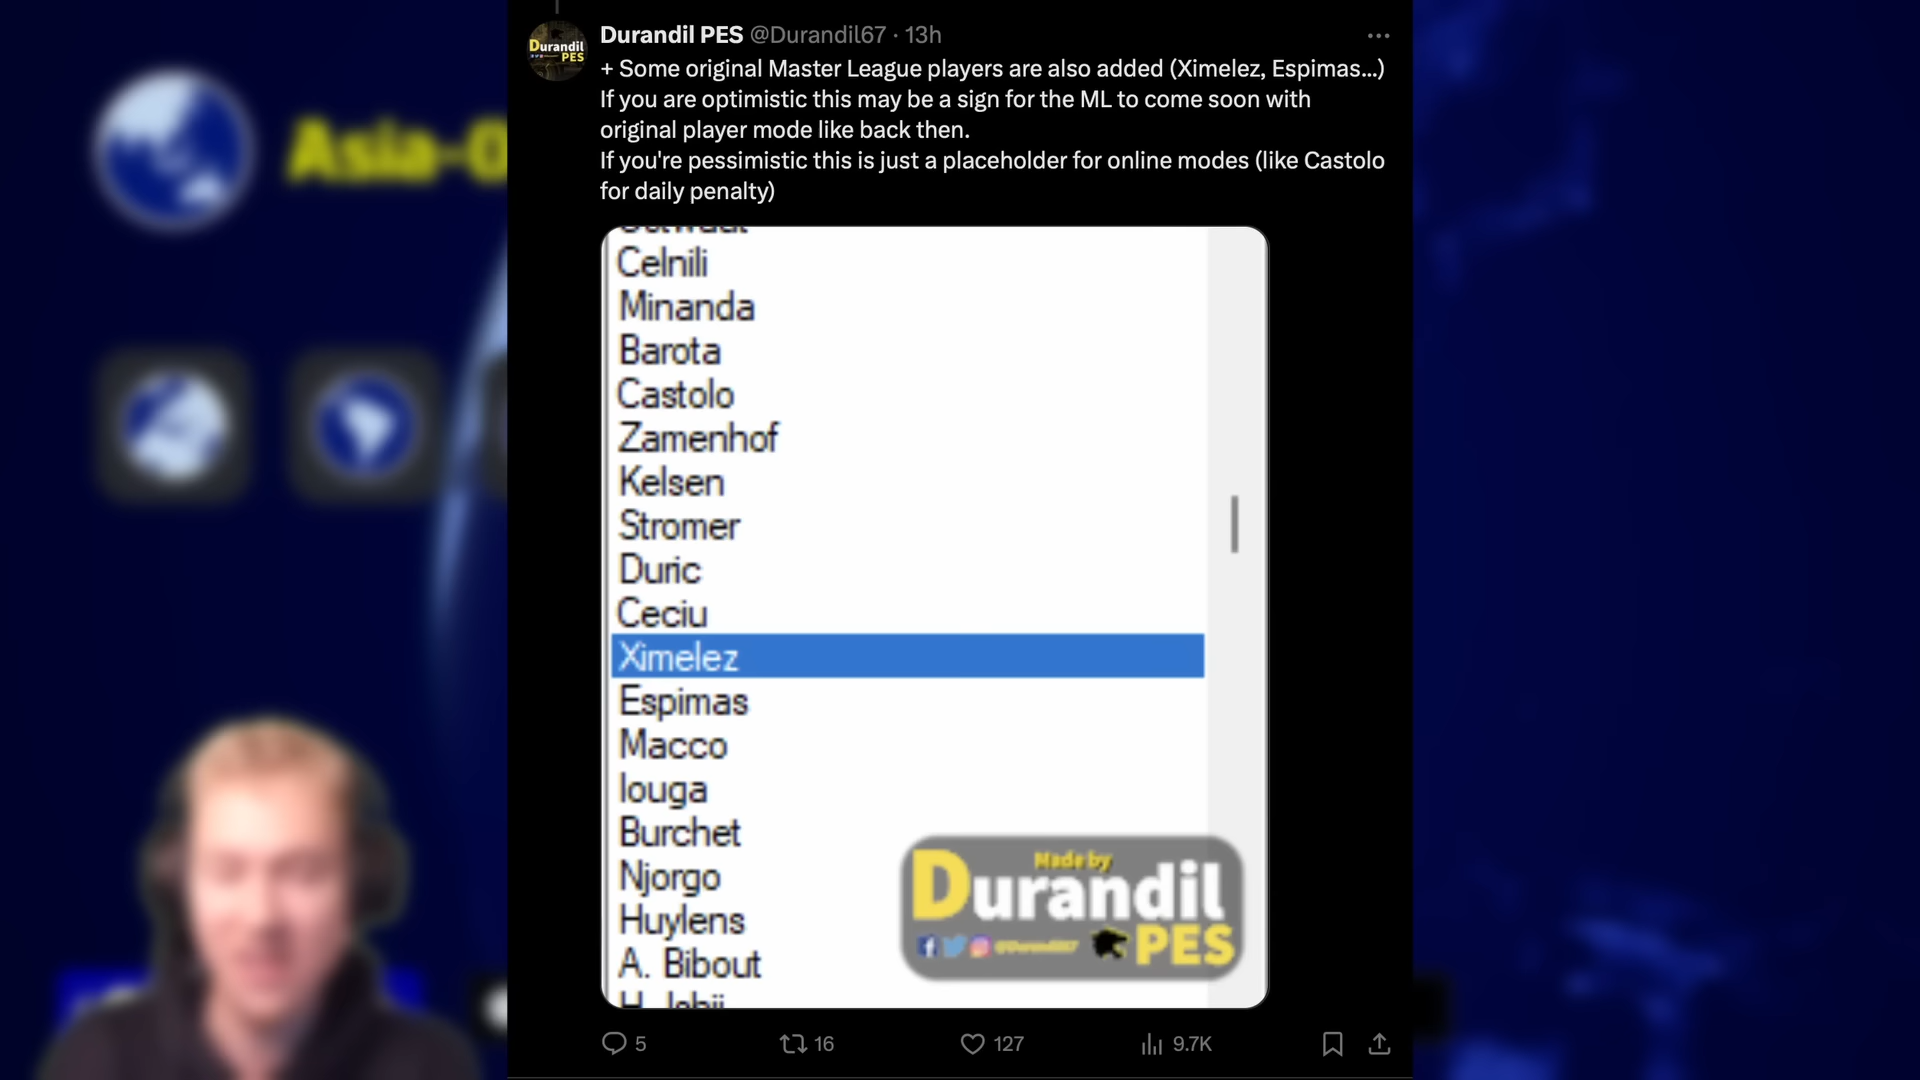 Durandil PES @Durandil67 · 13h
+ Some original Master League players are also added (Ximelez, Espimas...)
If you are optimistic this may be a sign for the ML to come soon with
original player mode like back then.
If you're pessimistic this is just a placeholder for online modes (like Castolo
for daily penalty)
Celnili
Minanda
Barota
Castolo
Zamenhof
Kelsen
Stromer
Duric
Ceciu
Ximelez
Espimas
Macco
Iouga
Burchet
Njorgo
Huylens
A. Bibout
Made by
Durandil
PES
5 16 127 9.7K
Asia-O
Durandil
PES